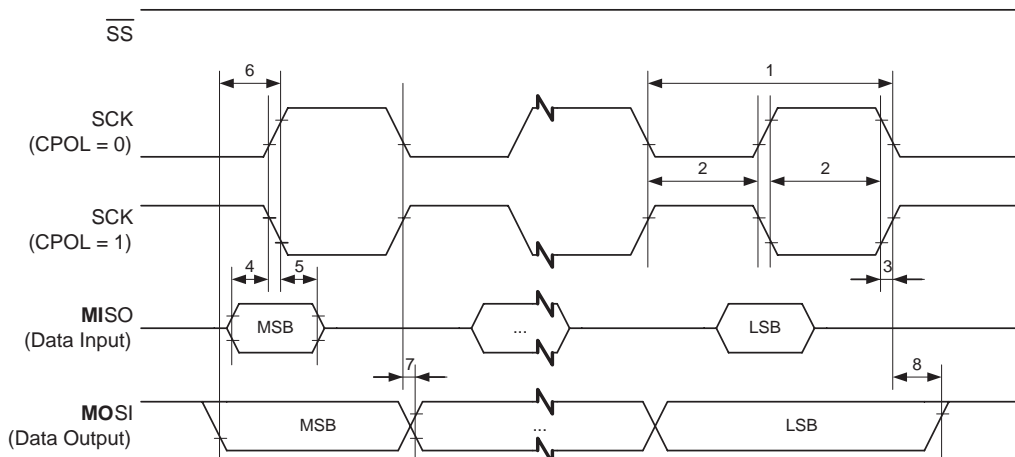 SS
6
1
SCK
(CPOL = 0)
2
2
SCK
(CPOL = 1)
4
5
3
MISO
(Data Input)
MSB
...
LSB
7
8
MOSI
(Data Output)
MSB
...
LSB